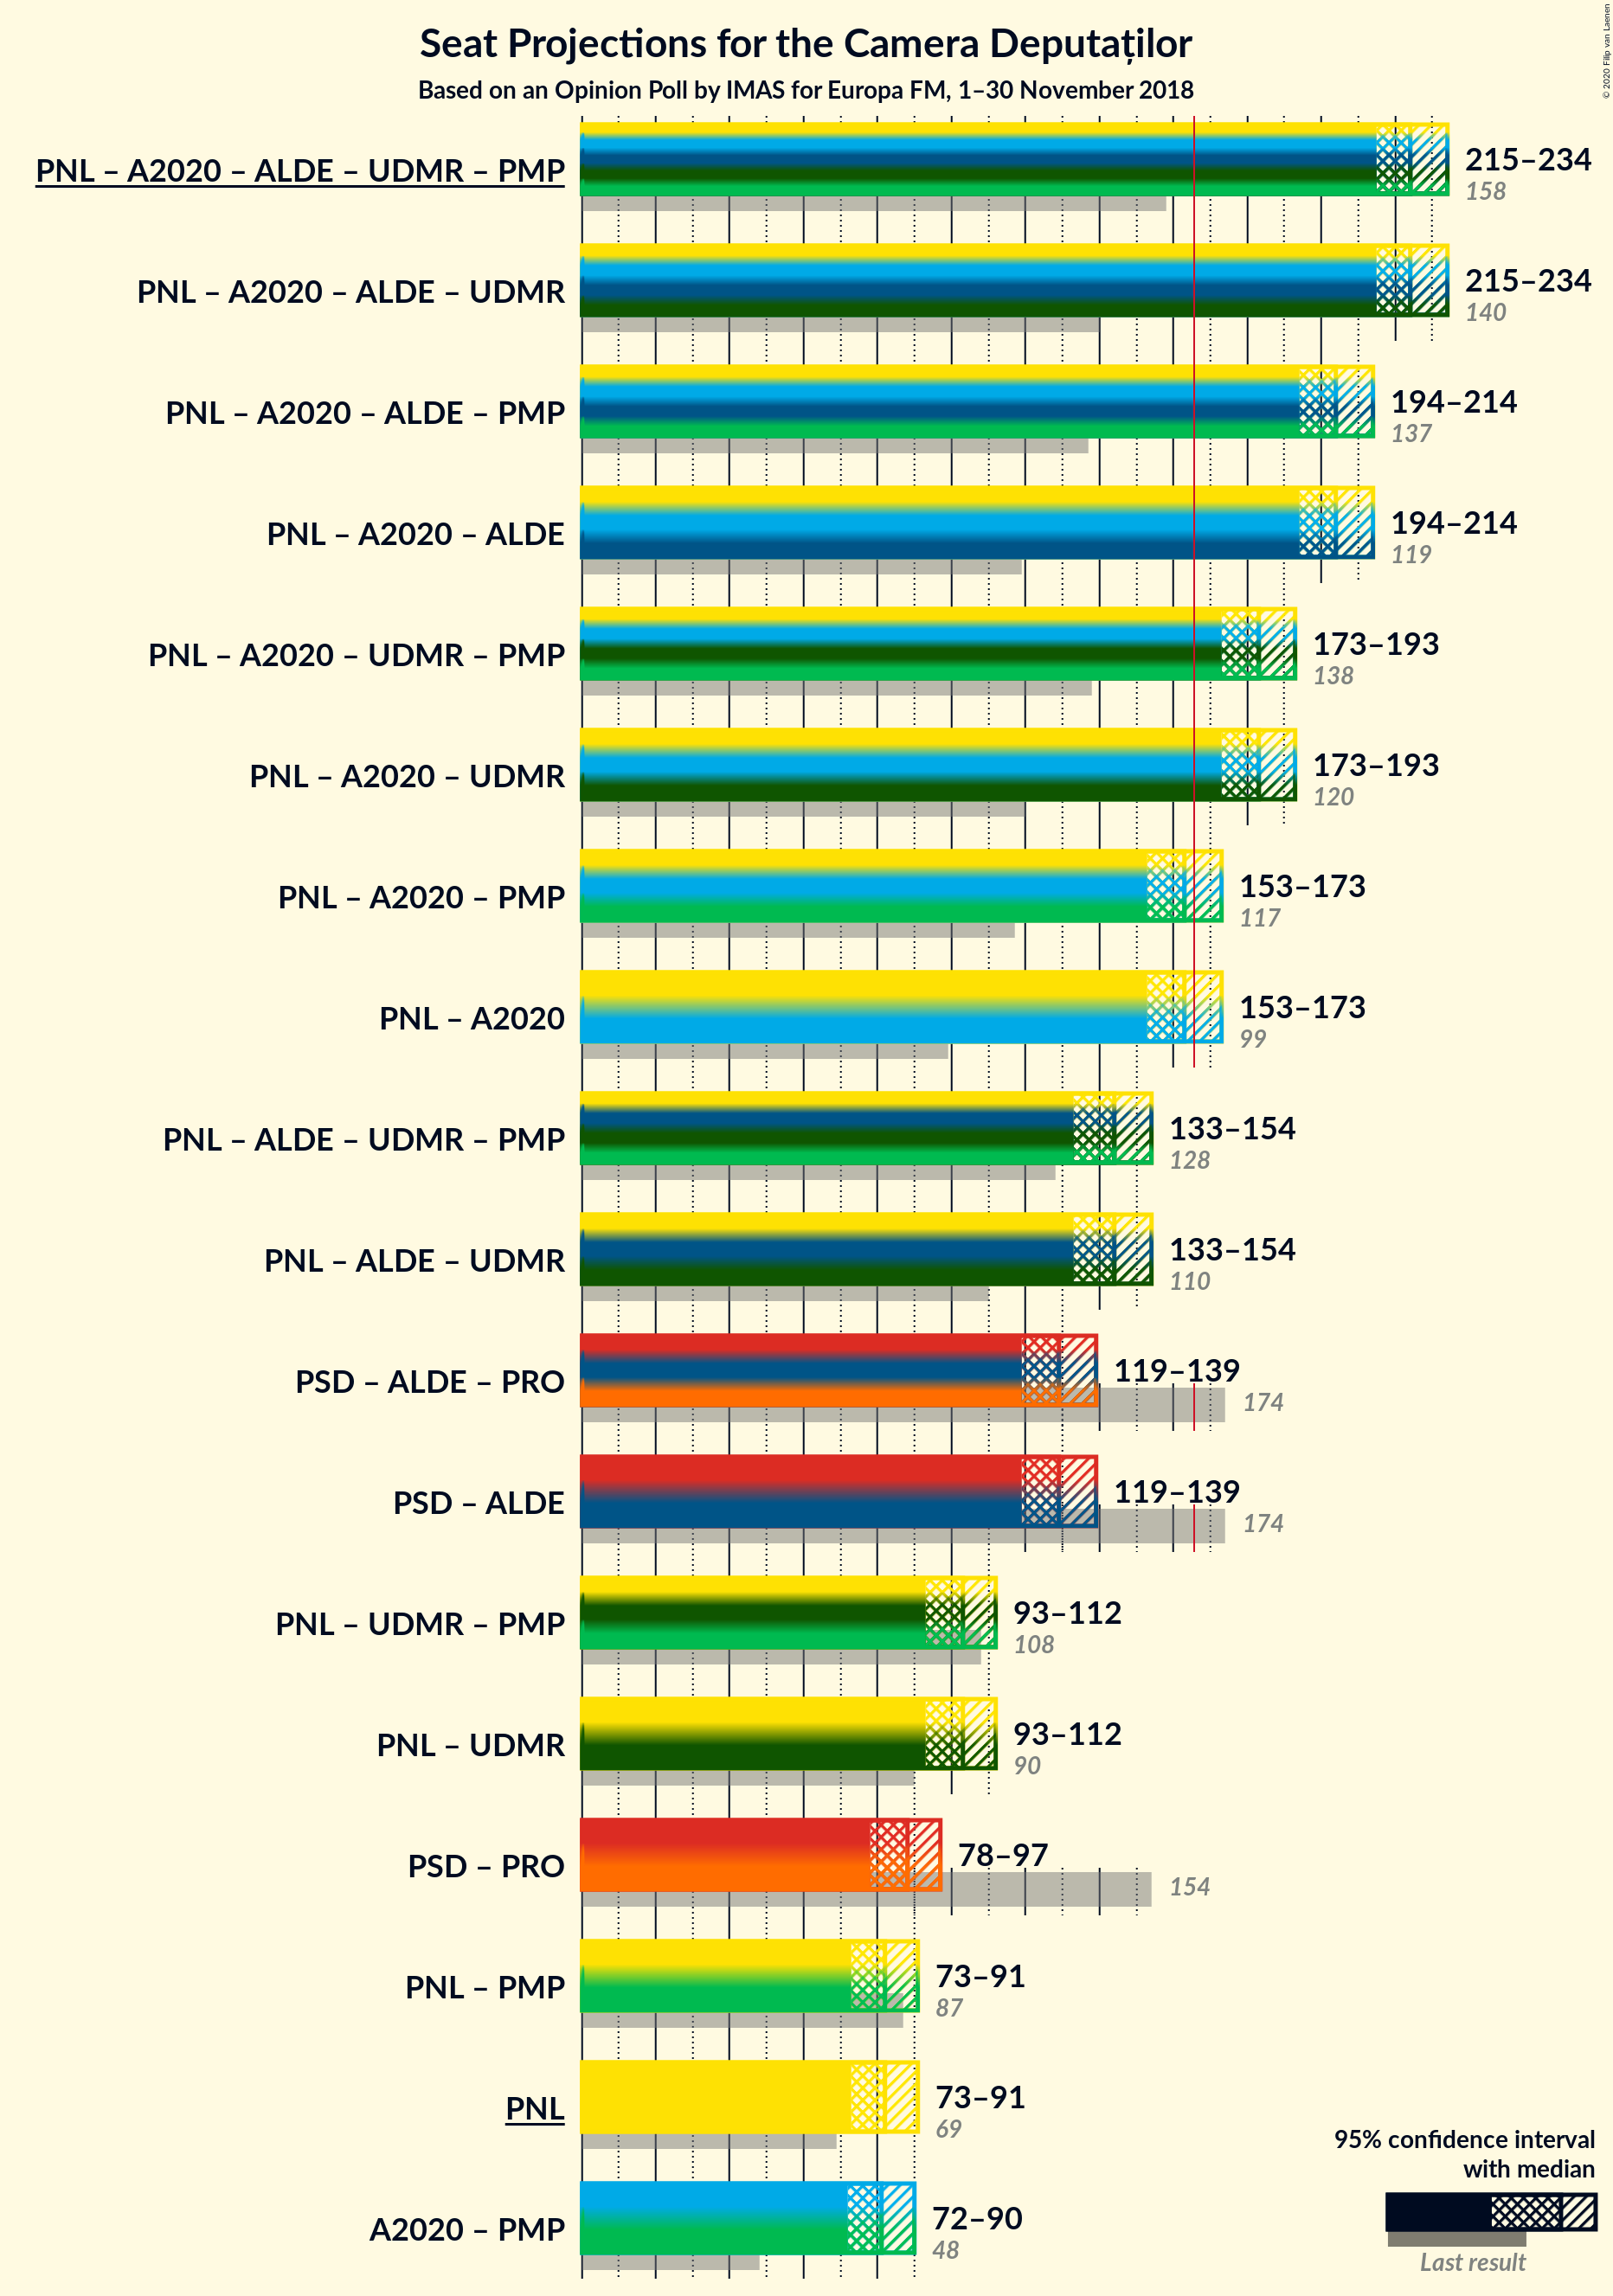 Seat Projections for the Camera Deputaților
Based on an Opinion Poll by IMAS for Europa FM, 1–30 November 2018
© 2020 Filip van Laenen
PNL – A2020 – ALDE – UDMR – PMP
215–234
158
PNL – A2020 – ALDE – UDMR
215–234
140
PNL – A2020 – ALDE – PMP
194–214
137
PNL – A2020 – ALDE
194–214
119
PNL – A2020 – UDMR – PMP
173–193
138
PNL – A2020 – UDMR
173–193
120
PNL – A2020 – PMP
153–173
117
PNL – A2020
153–173
99
PNL – ALDE – UDMR – PMP
133–154
128
PNL – ALDE – UDMR
133–154
110
PSD – ALDE – PRO
119–139
174
PSD – ALDE
119–139
174
PNL – UDMR – PMP
93–112
108
PNL – UDMR
93–112
90
PSD – PRO
78–97
154
PNL – PMP
73–91
87
PNL
73–91
69
A2020 – PMP
72–90
48
95% confidence interval
with median
Last result